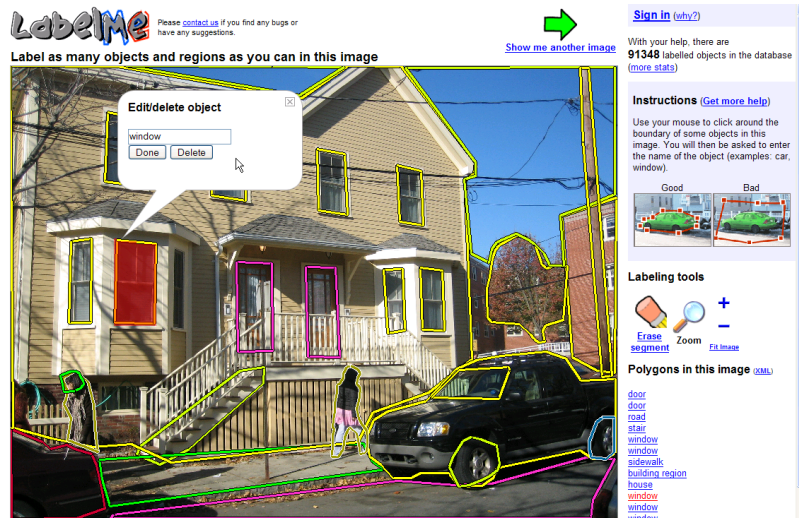 LabelMe
Please contact us if you find any bugs or
have any suggestions.
Show me another image
Label as many objects and regions as you can in this image
Edit/delete object
window
Done Delete
Sign in (why?)
With your help, there are
91348 labelled objects in the database
(more stats)
Instructions (Get more help)
Use your mouse to click around the
boundary of some objects in this
image. You will then be asked to enter
the name of the object (examples: car,
window).
Good Bad
Labeling tools
Erase
segment
Zoom
+
−
Fit Image
Polygons in this image (XML)
door
door
road
stair
window
window
sidewalk
building region
house
window
window
window